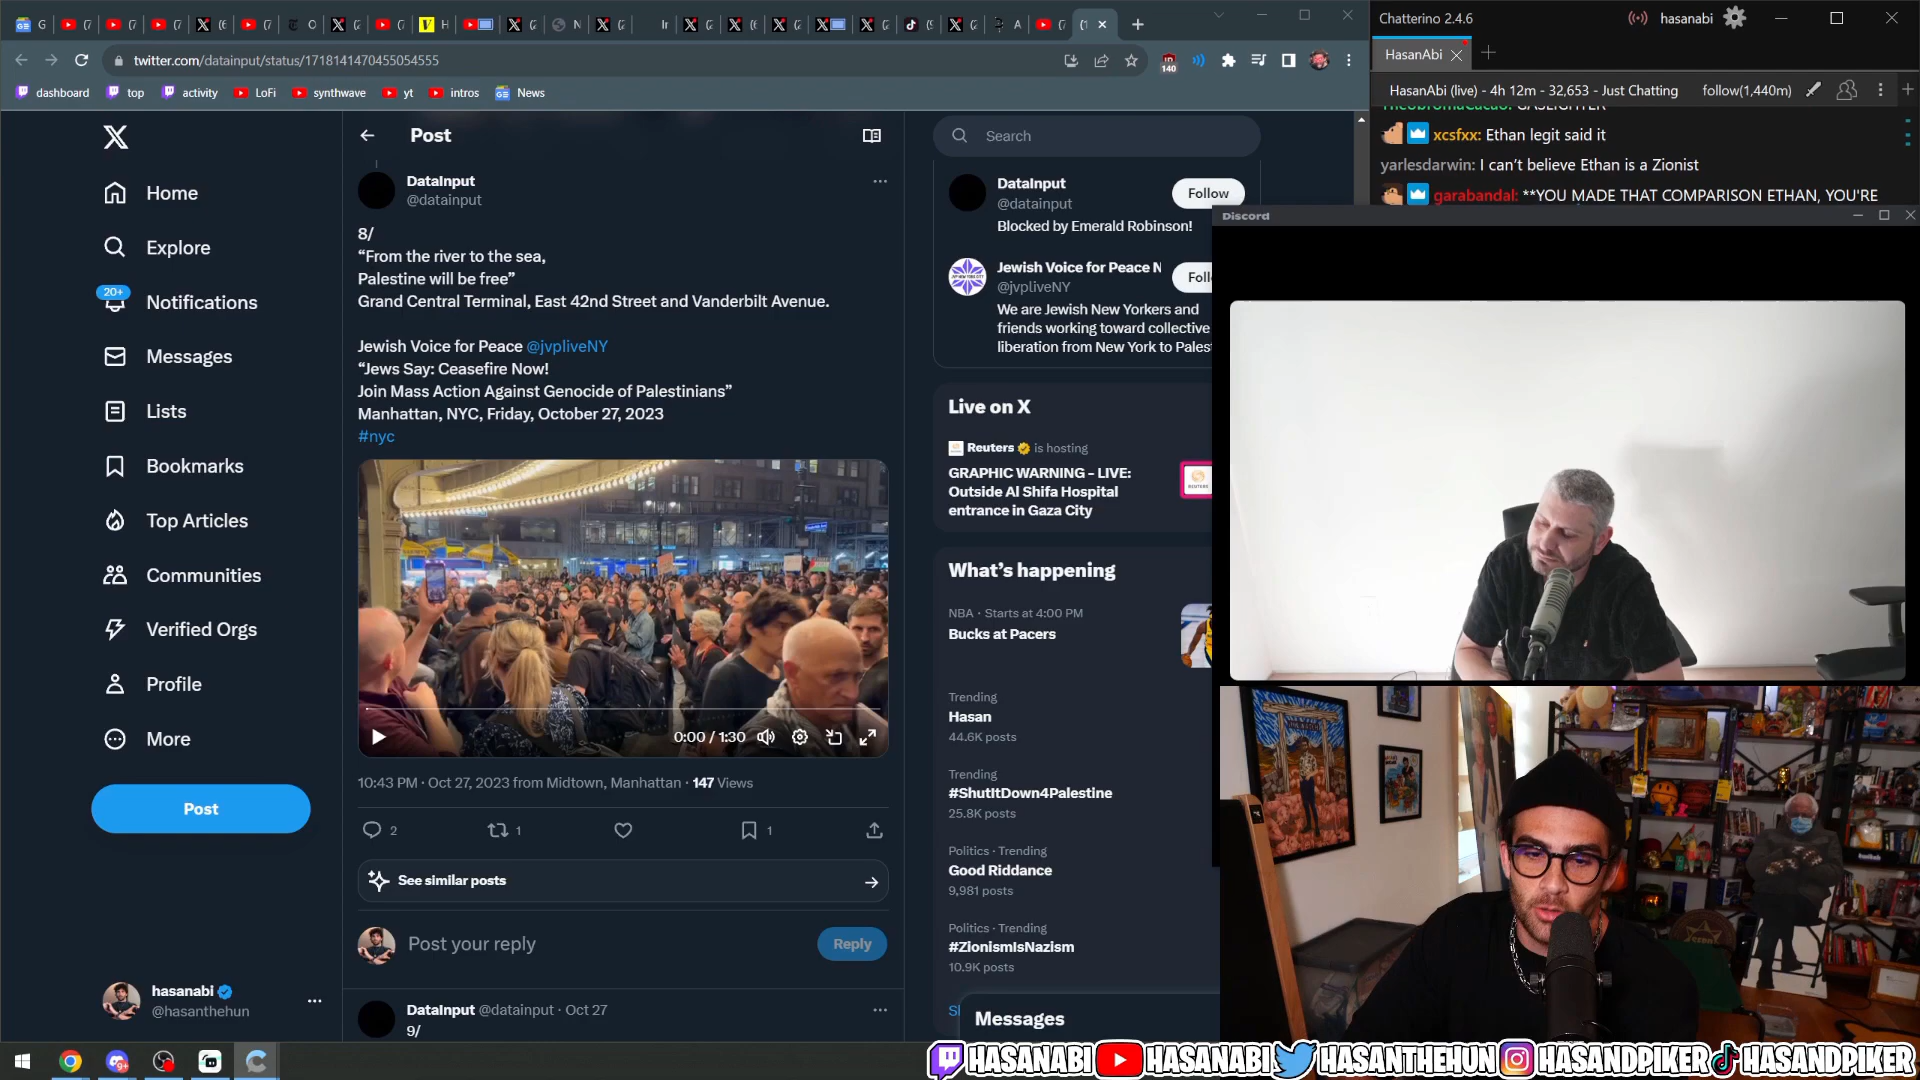 Chatterino 2.4.6
hasanabi
twitter.com/datainput/status/1718141470455054555
140
HasanAbi
dashboard
top
activity
LoFi
synthwave
yt
intros
News
HasanAbi (live) - 4h 12m - 32,653 - Just Chatting
follow(1,440m)
TheobromaCacao: GASLIGHTER
xcsfxx: Ethan legit said it
yarlesdarwin: I can't believe Ethan is a Zionist
garabandal: **YOU MADE THAT COMPARISON ETHAN, YOU'RE
Discord
Home
Explore
20+
Notifications
Messages
Lists
Bookmarks
Top Articles
Communities
Verified Orgs
Profile
More
Post
hasanabi
@hasanthehun
Post
DataInput
@datainput
8/
“From the river to the sea,
Palestine will be free”
Grand Central Terminal, East 42nd Street and Vanderbilt Avenue.
Jewish Voice for Peace @jvpliveNY
“Jews Say: Ceasefire Now!
Join Mass Action Against Genocide of Palestinians”
Manhattan, NYC, Friday, October 27, 2023
#nyc
0:00 / 1:30
10:43 PM · Oct 27, 2023 from Midtown, Manhattan · 147 Views
2
1
1
See similar posts
Post your reply
Reply
DataInput @datainput · Oct 27
9/
Search
DataInput
@datainput
Follow
Blocked by Emerald Robinson!
Jewish Voice for Peace N
@jvpliveNY
Foll
We are Jewish New Yorkers and
friends working toward collective
liberation from New York to Palest
Live on X
Reuters is hosting
GRAPHIC WARNING - LIVE:
Outside Al Shifa Hospital
entrance in Gaza City
What's happening
NBA · Starts at 4:00 PM
Bucks at Pacers
Trending
Hasan
44.6K posts
Trending
#ShutItDown4Palestine
25.8K posts
Politics · Trending
Good Riddance
9,981 posts
Politics · Trending
#ZionismIsNazism
10.9K posts
Messages
HASANABI
HASANABI
HASANTHEHUN
HASANDPIKER
HASANDPIKER